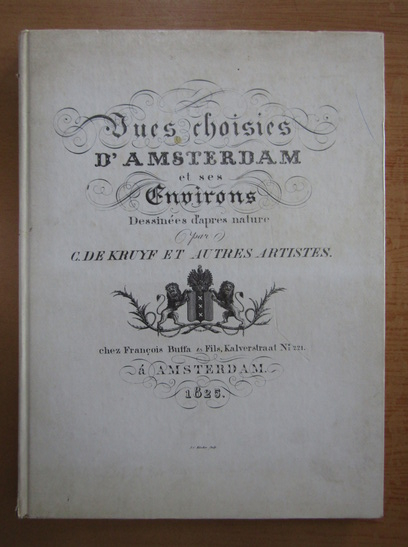 Vues choisies
D'AMSTERDAM
et ses
Environs
Dessinées d'apres nature
par
C. DE KRUYF ET AUTRES ARTISTES.
chez François Buffa & Fils, Kalverstraat No. 221.
á AMSTERDAM.
1825.